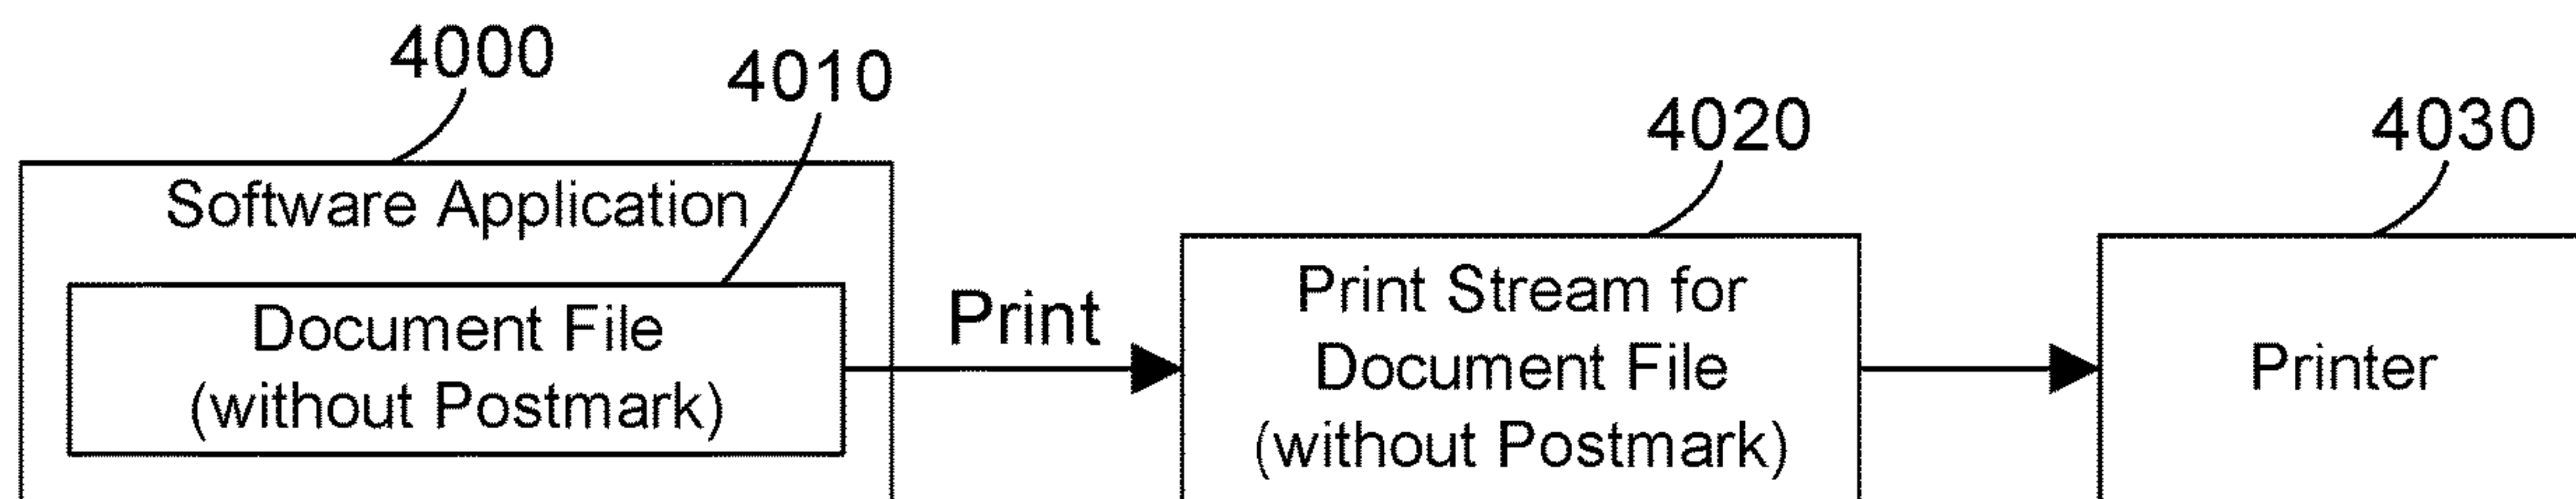 4000
4010
4020
4030
Software Application
Document File
(without Postmark)
Print
Print Stream for
Document File
(without Postmark)
Printer